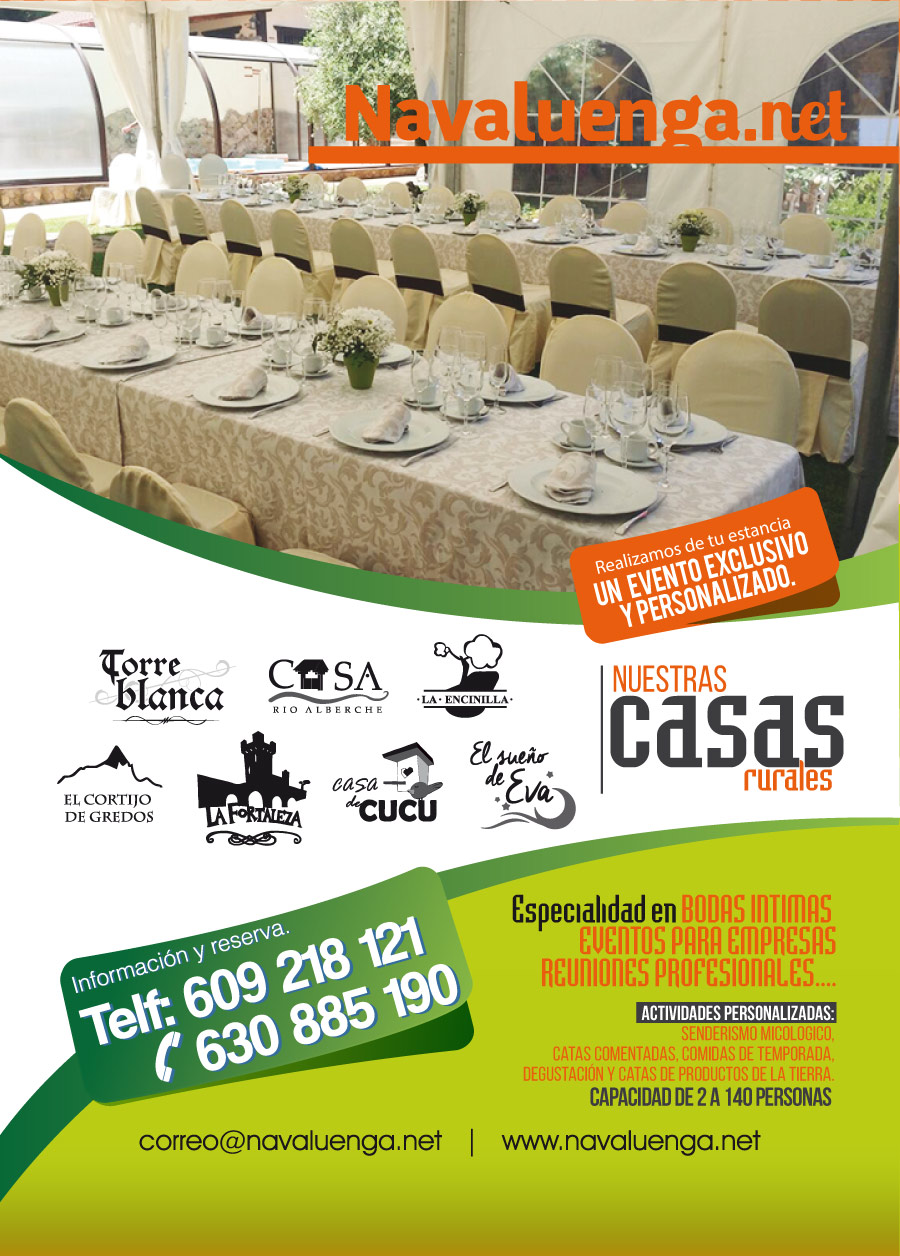 Navaluenga.net
Realizamos de tu estancia
UN EVENTO EXCLUSIVO
Y PERSONALIZADO.
Torre
blanca
CASA
RIO ALBERCHE
·LA·ENCINILLA·
NUESTRAS
casas
rurales
EL CORTIJO
DE GREDOS
LA FORTALEZA
casa
de CUCU
El sueño
de
Eva
Información y reserva.
Telf: 609 218 121
630 885 190
Especialidad en BODAS INTIMAS
EVENTOS PARA EMPRESAS
REUNIONES PROFESIONALES....
ACTIVIDADES PERSONALIZADAS:
SENDERISMO MICOLOGICO,
CATAS COMENTADAS, COMIDAS DE TEMPORADA,
DEGUSTACIÓN Y CATAS DE PRODUCTOS DE LA TIERRA.
CAPACIDAD DE 2 A 140 PERSONAS
correo@navaluenga.net | www.navaluenga.net